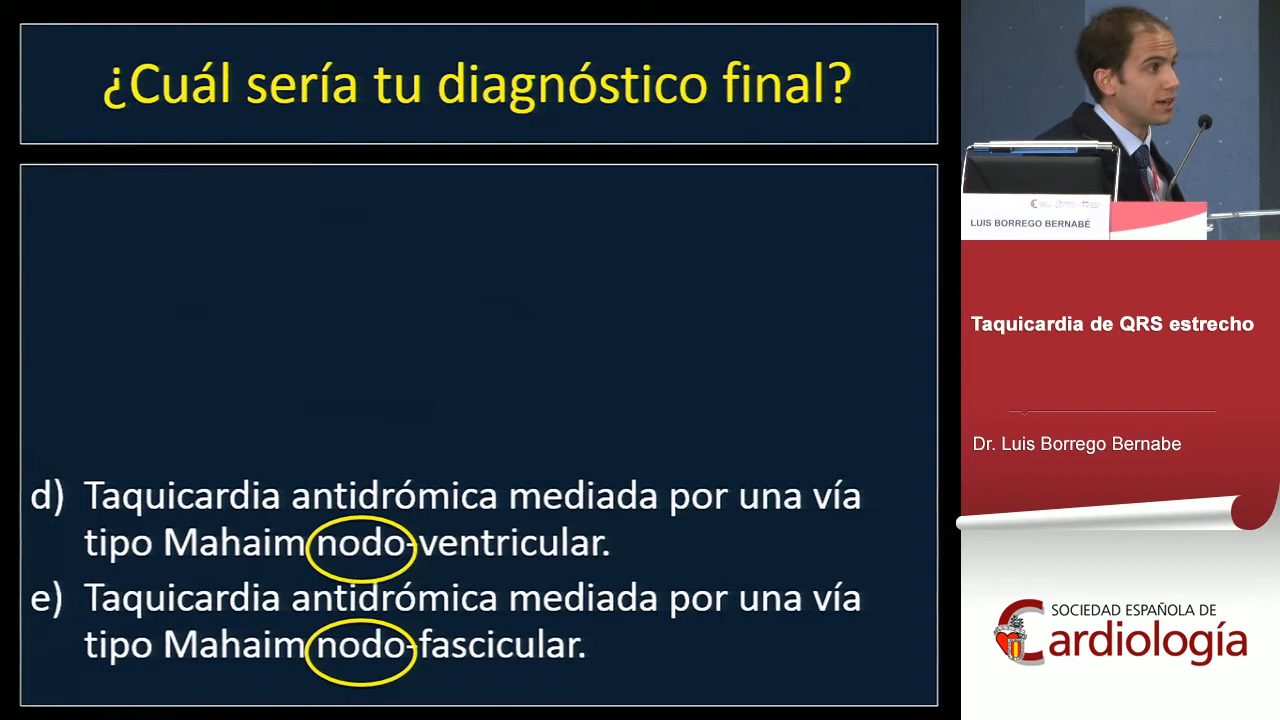 ¿Cuál sería tu diagnóstico final?
d) Taquicardia antidrómica mediada por una vía
tipo Mahaim nodo-ventricular.
e) Taquicardia antidrómica mediada por una vía
tipo Mahaim nodo-fascicular.
LUIS BORREGO BERNABÉ
Taquicardia de QRS estrecho
Dr. Luis Borrego Bernabe
SOCIEDAD ESPAÑOLA DE
Cardiología